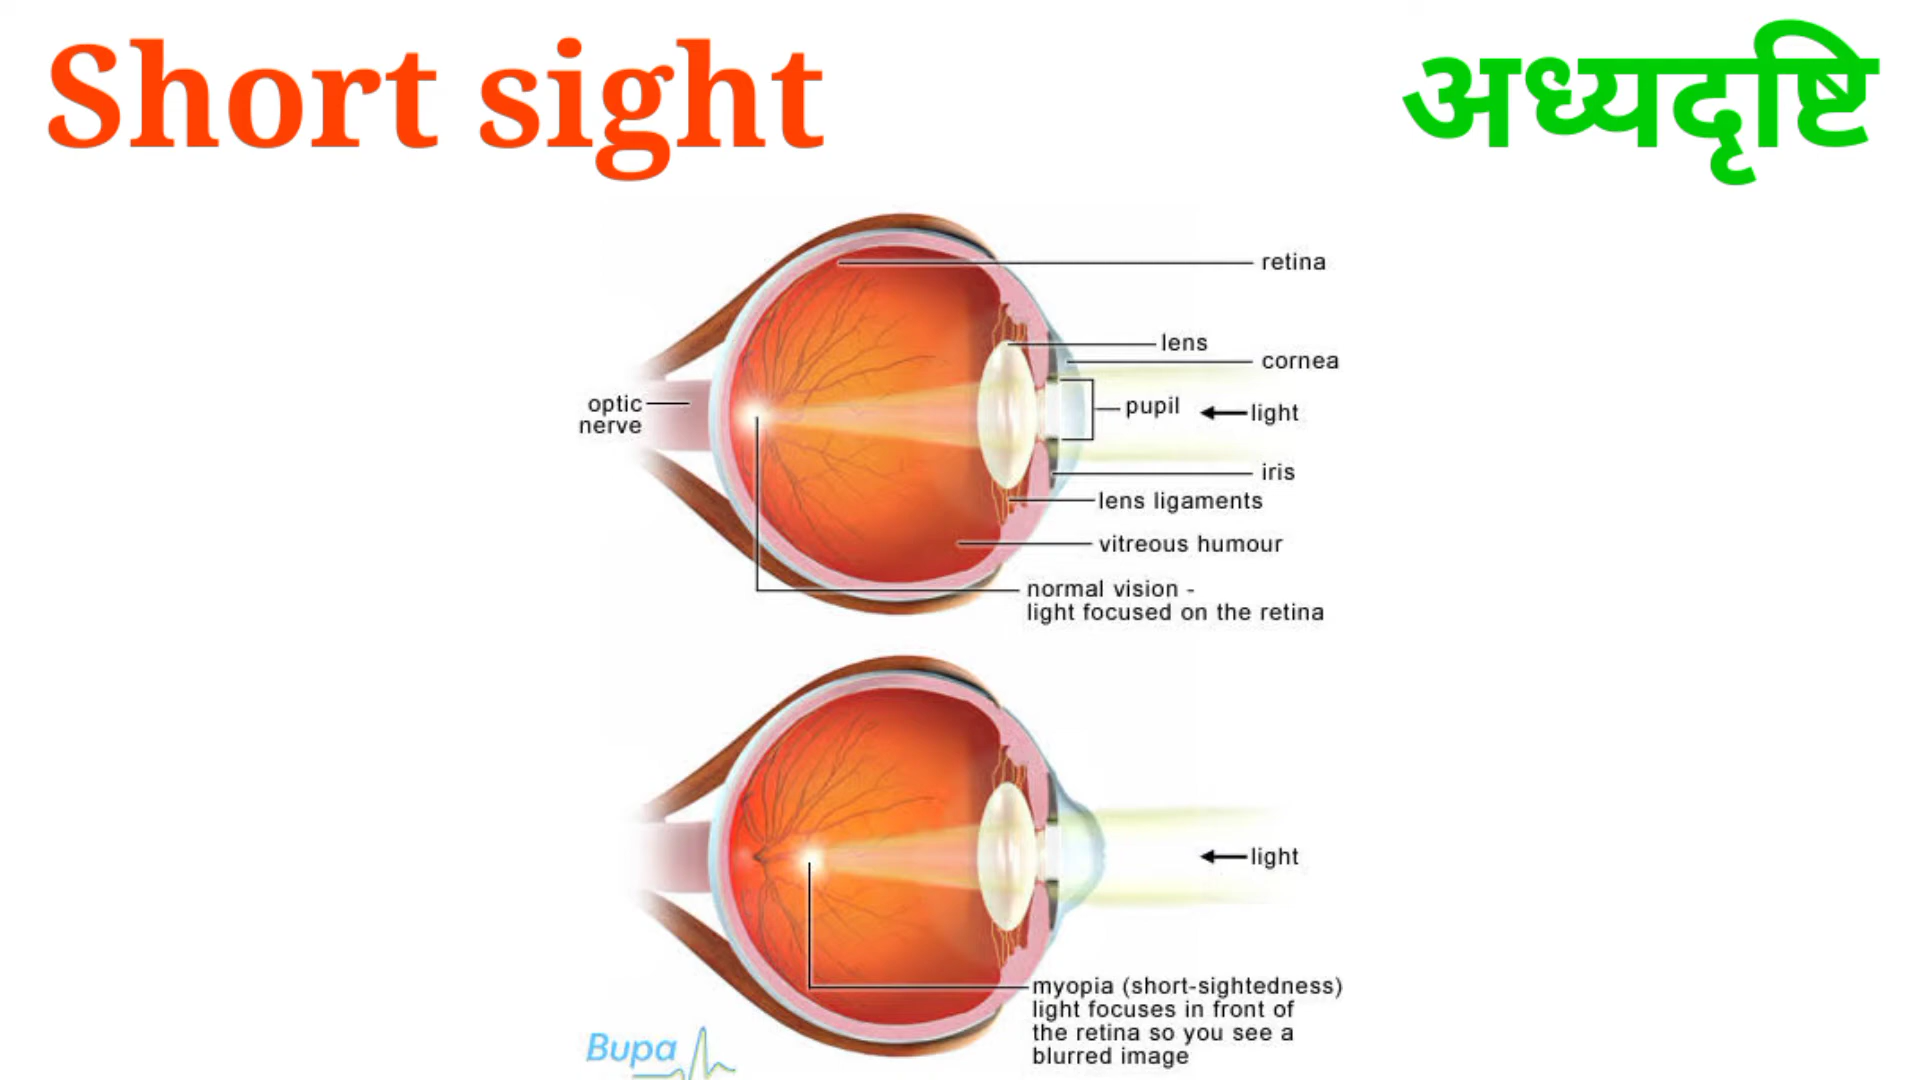 Short sight
अध्यदृष्टि
retina
lens
cornea
optic
nerve
pupil
light
iris
lens ligaments
vitreous humour
normal vision -
light focused on the retina
light
myopia (short-sightedness)
light focuses in front of
the retina so you see a
blurred image
Bupa